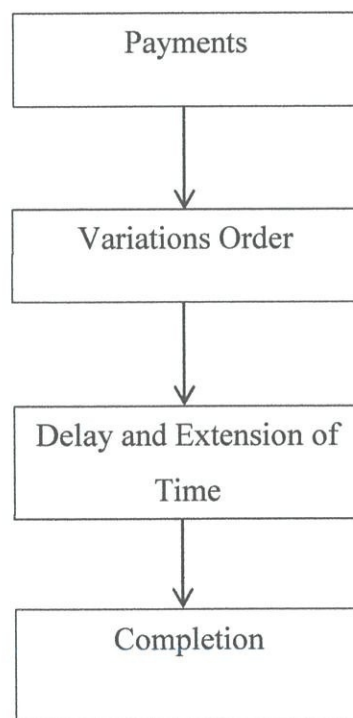 Payments
Variations Order
Delay and Extension of
Time
Completion